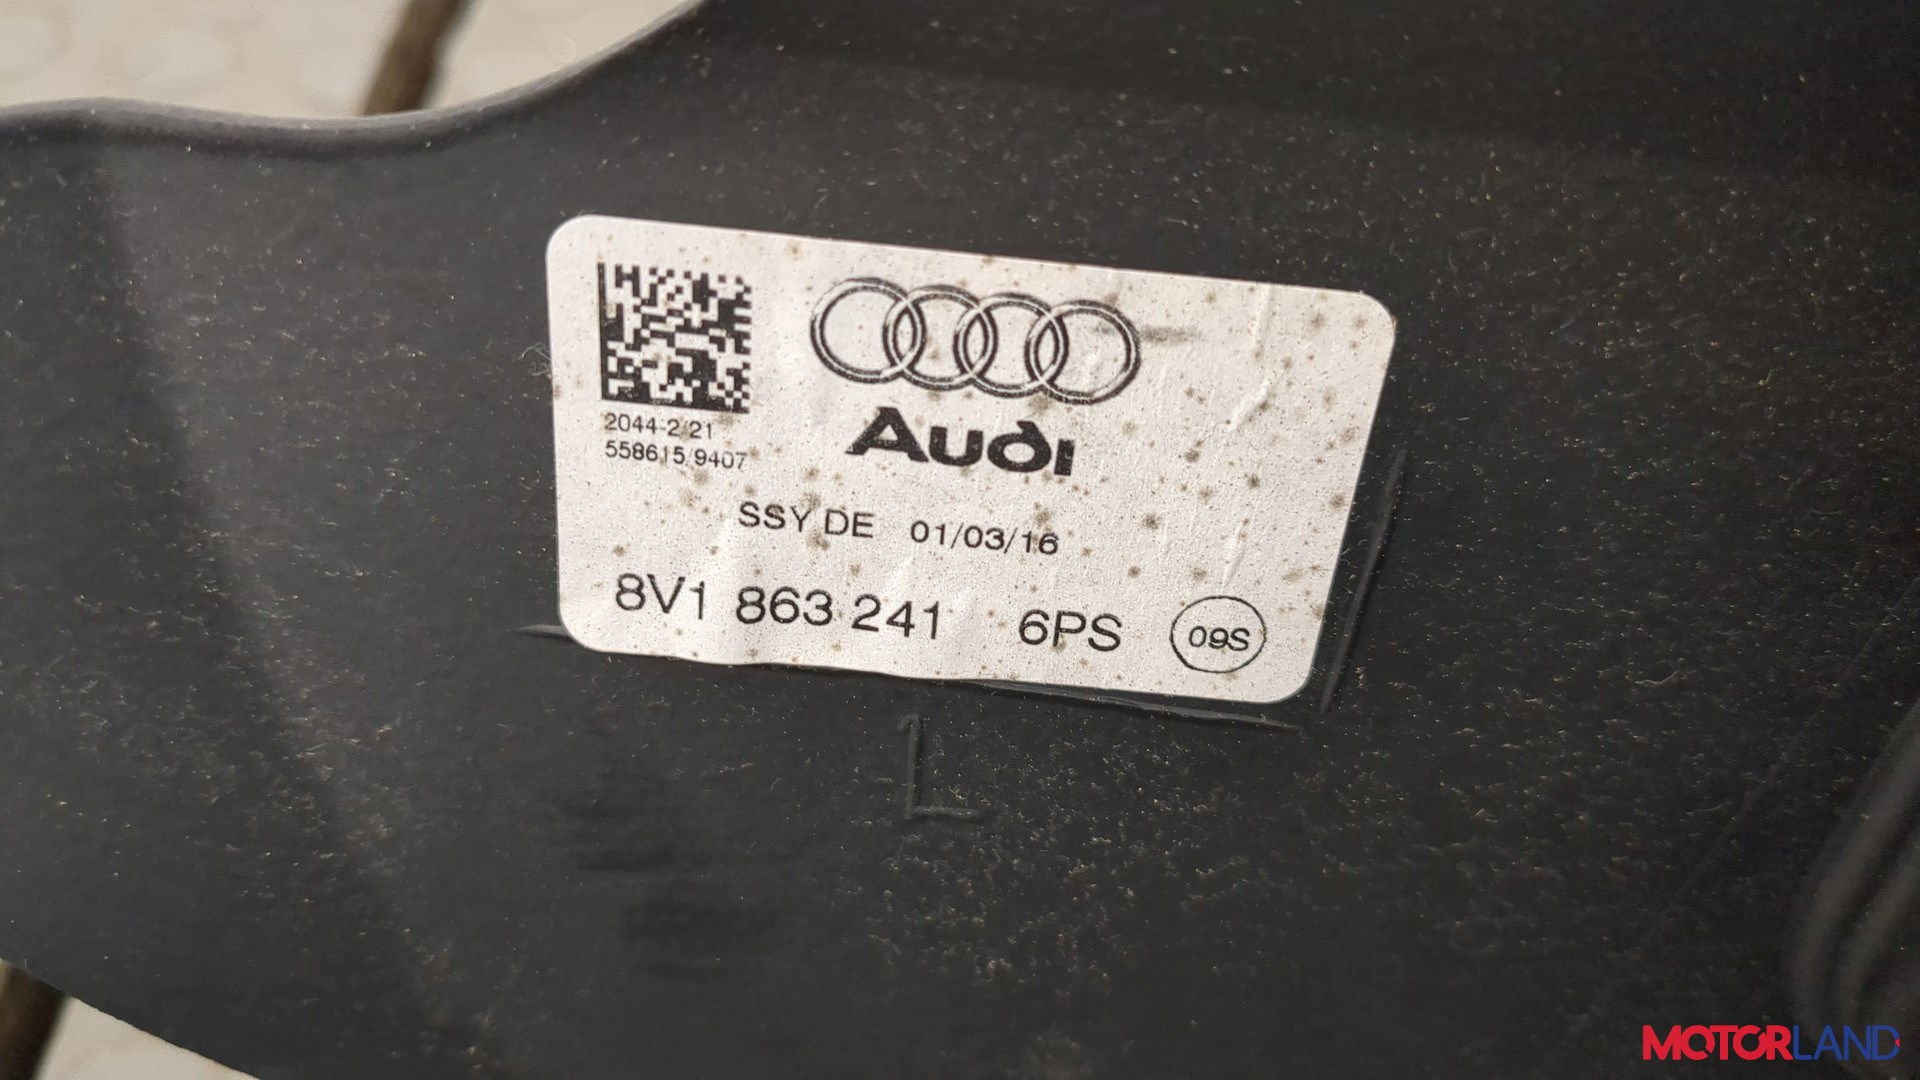 2044-2/21
558615/9407
Audi
SSY DE 01/03/16
8V1 863 241 6PS 09S
L
MOTORLAND